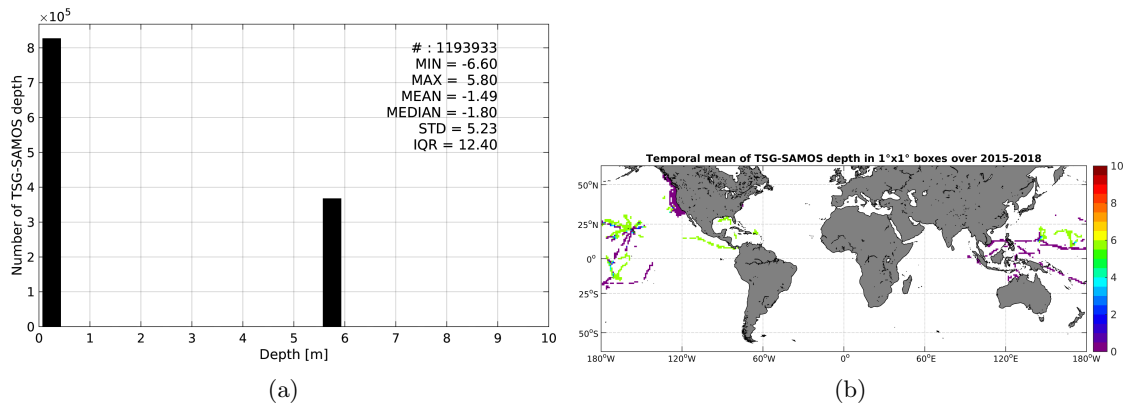 ×10⁵
Number of TSG-SAMOS depth
8
7
6
5
4
3
2
1
0
# : 1193933
MIN = -6.60
MAX = 5.80
MEAN = -1.49
MEDIAN = -1.80
STD = 5.23
IQR = 12.40
0 1 2 3 4 5 6 7 8 9 10
Depth [m]
(a)
Temporal mean of TSG-SAMOS depth in 1°x1° boxes over 2015-2018
50°N
25°N
0°
25°S
50°S
180°W 120°W 60°W 0° 60°E 120°E 180°W
10
8
6
4
2
0
(b)